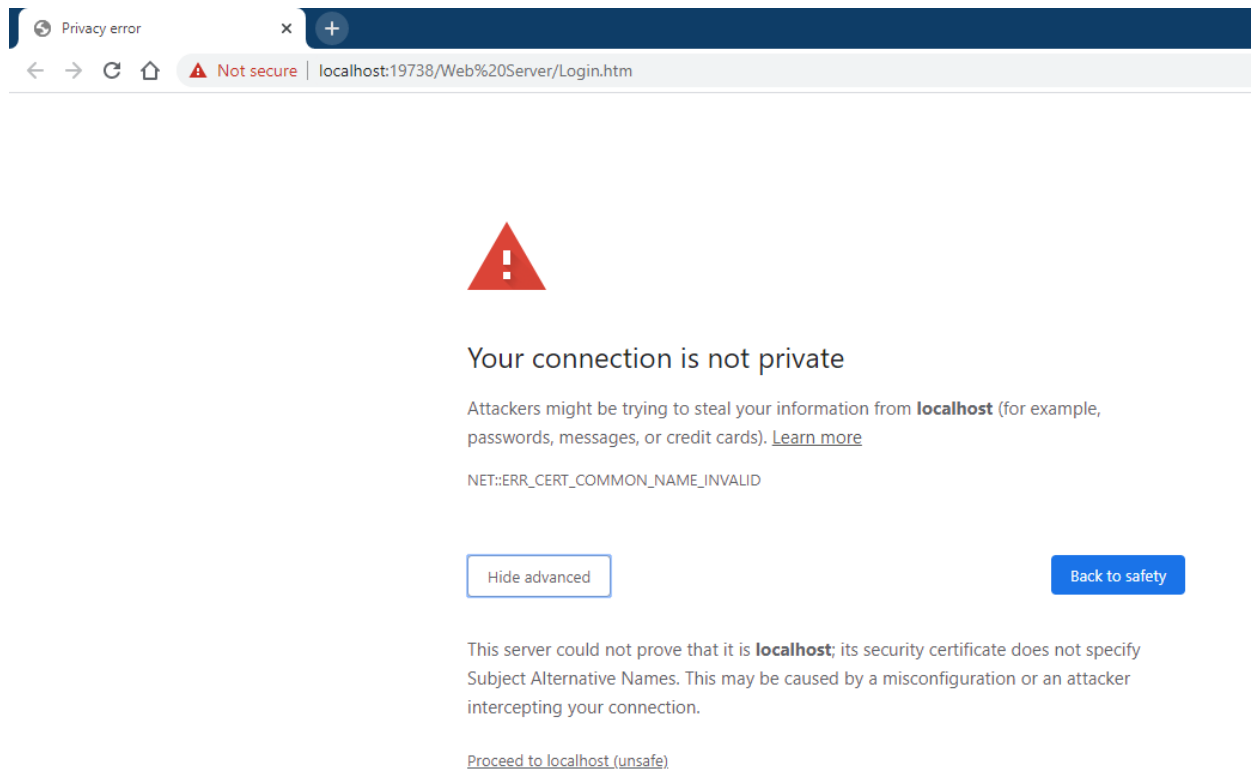 Privacy error
Not secure | localhost:19738/Web%20Server/Login.htm
Your connection is not private
Attackers might be trying to steal your information from localhost (for example,
passwords, messages, or credit cards). Learn more
NET::ERR_CERT_COMMON_NAME_INVALID
Hide advanced
Back to safety
This server could not prove that it is localhost; its security certificate does not specify
Subject Alternative Names. This may be caused by a misconfiguration or an attacker
intercepting your connection.
Proceed to localhost (unsafe)